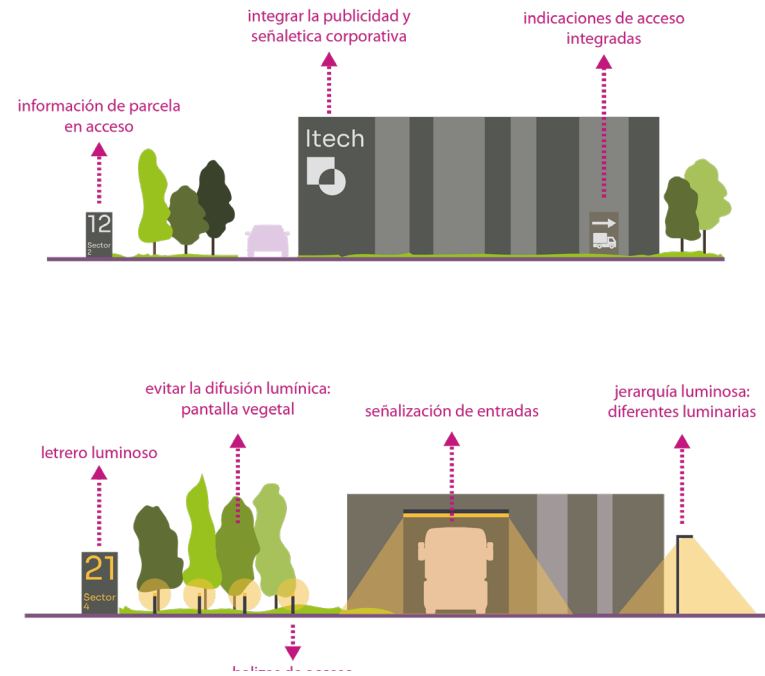 integrar la publicidad y
señaletica corporativa
indicaciones de acceso
integradas
información de parcela
en acceso
Itech
12
Sector
2
evitar la difusión lumínica:
pantalla vegetal
señalización de entradas
jerarquía luminosa:
diferentes luminarias
letrero luminoso
21
Sector
4